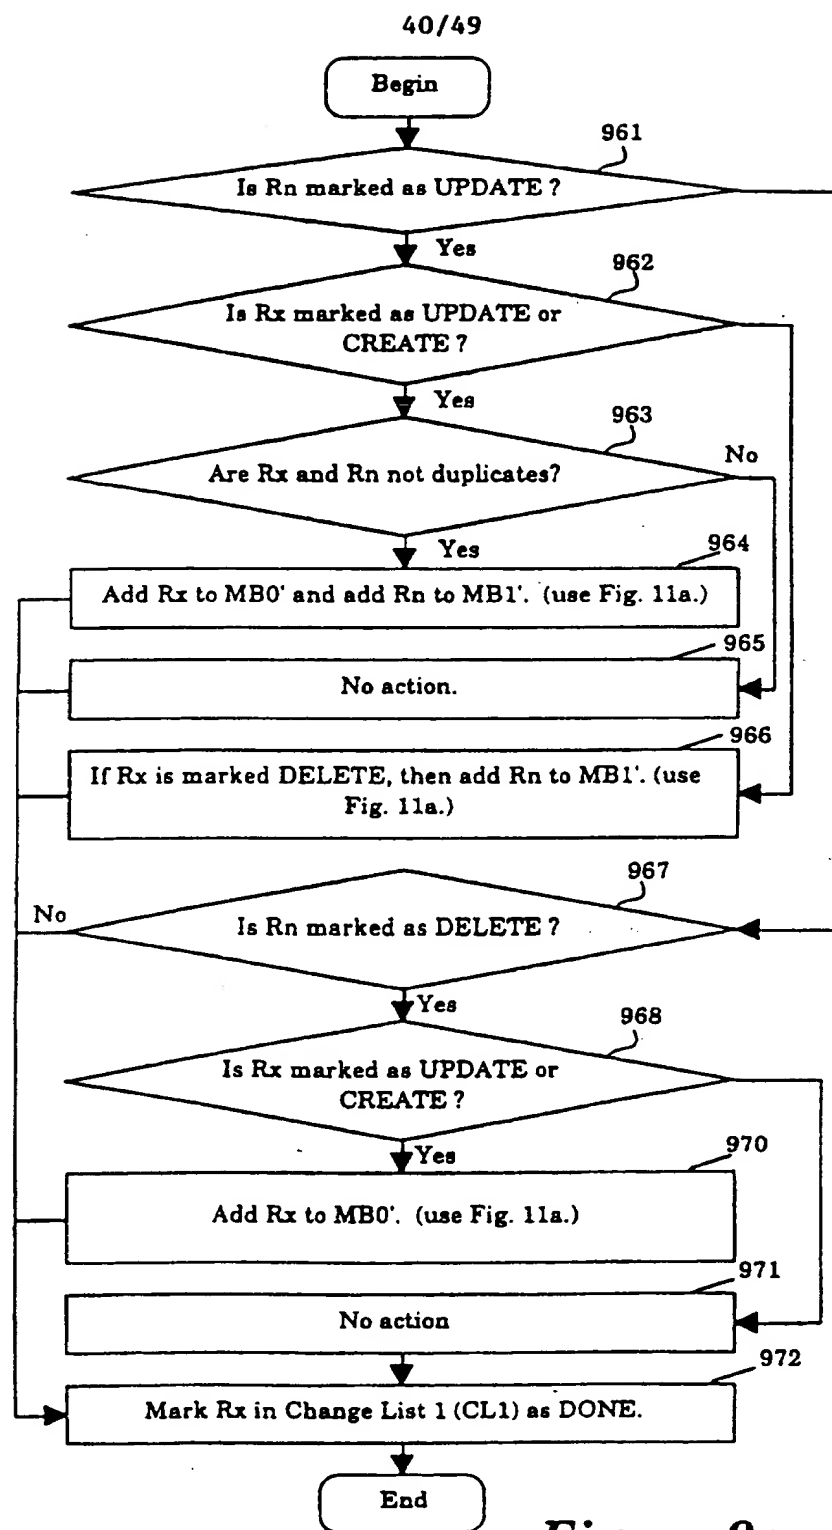 40/49
Begin
961
Is Rn marked as UPDATE ?
Yes
962
Is Rx marked as UPDATE or
CREATE ?
Yes
963
Are Rx and Rn not duplicates?
No
Yes
964
Add Rx to MB0'and add Rn to MB1'. (use Fig. 11a.)
965
No action.
966
If Rx is marked DELETE, then add Rn to MB1'. (use
Fig. 11a.)
967
No
Is Rn marked as DELETE ?
Yes
968
Is Rx marked as UPDATE or
CREATE ?
Yes
970
Add Rx to MB0'. (use Fig. 11a.)
971
No action
972
Mark Rx in Change List 1 (CL1) as DONE.
End